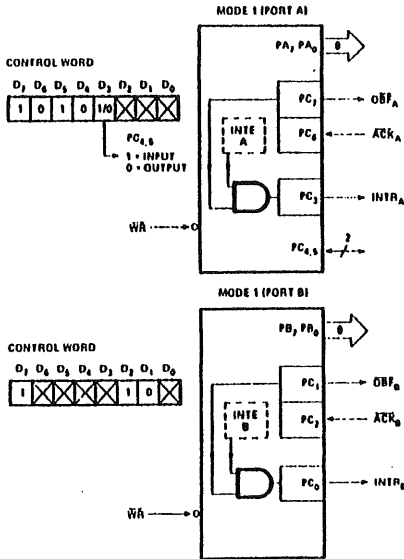 MODE 1 (PORT A)
PA7 PA0
8
CONTROL WORD
D7 D6 D5 D4 D3 D2 D1 D0
1 0 1 0 1/0
PC4,5
1 = INPUT
0 = OUTPUT
PC7
OBFA
INTE
A
PC6
ACKA
PC3
INTRA
WR
PC4,5
2
MODE 1 (PORT B)
PB7 PB0
8
CONTROL WORD
D7 D6 D5 D4 D3 D2 D1 D0
1 1 0
PC1
OBFB
INTE
B
PC2
ACKB
PC0
INTRB
WR